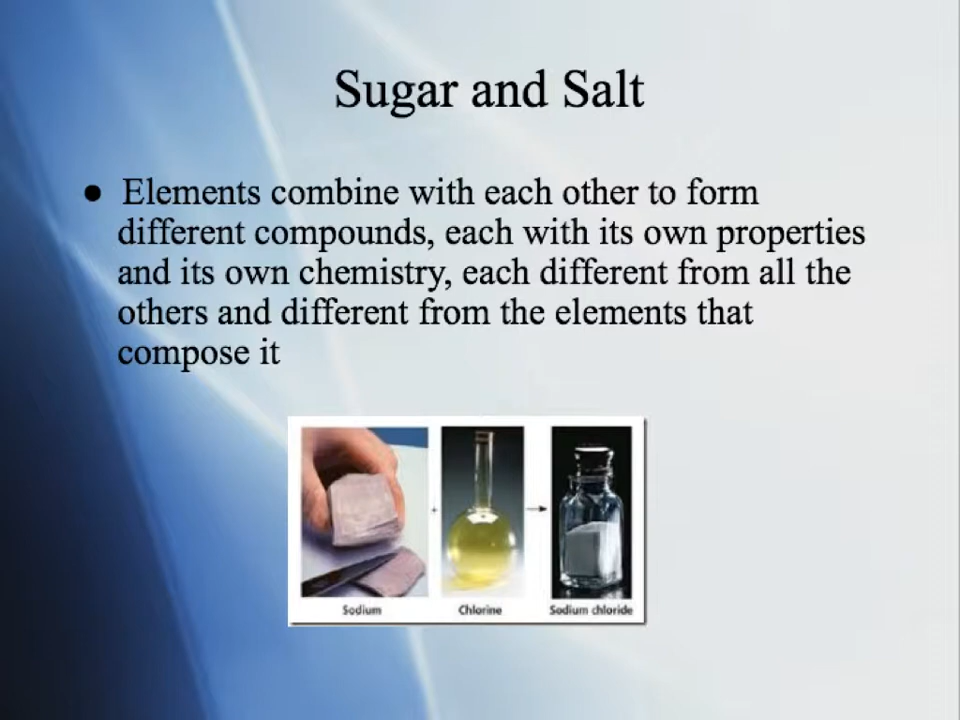 Sugar and Salt
● Elements combine with each other to form
different compounds, each with its own properties
and its own chemistry, each different from all the
others and different from the elements that
compose it
+ →
Sodium Chlorine Sodium chloride